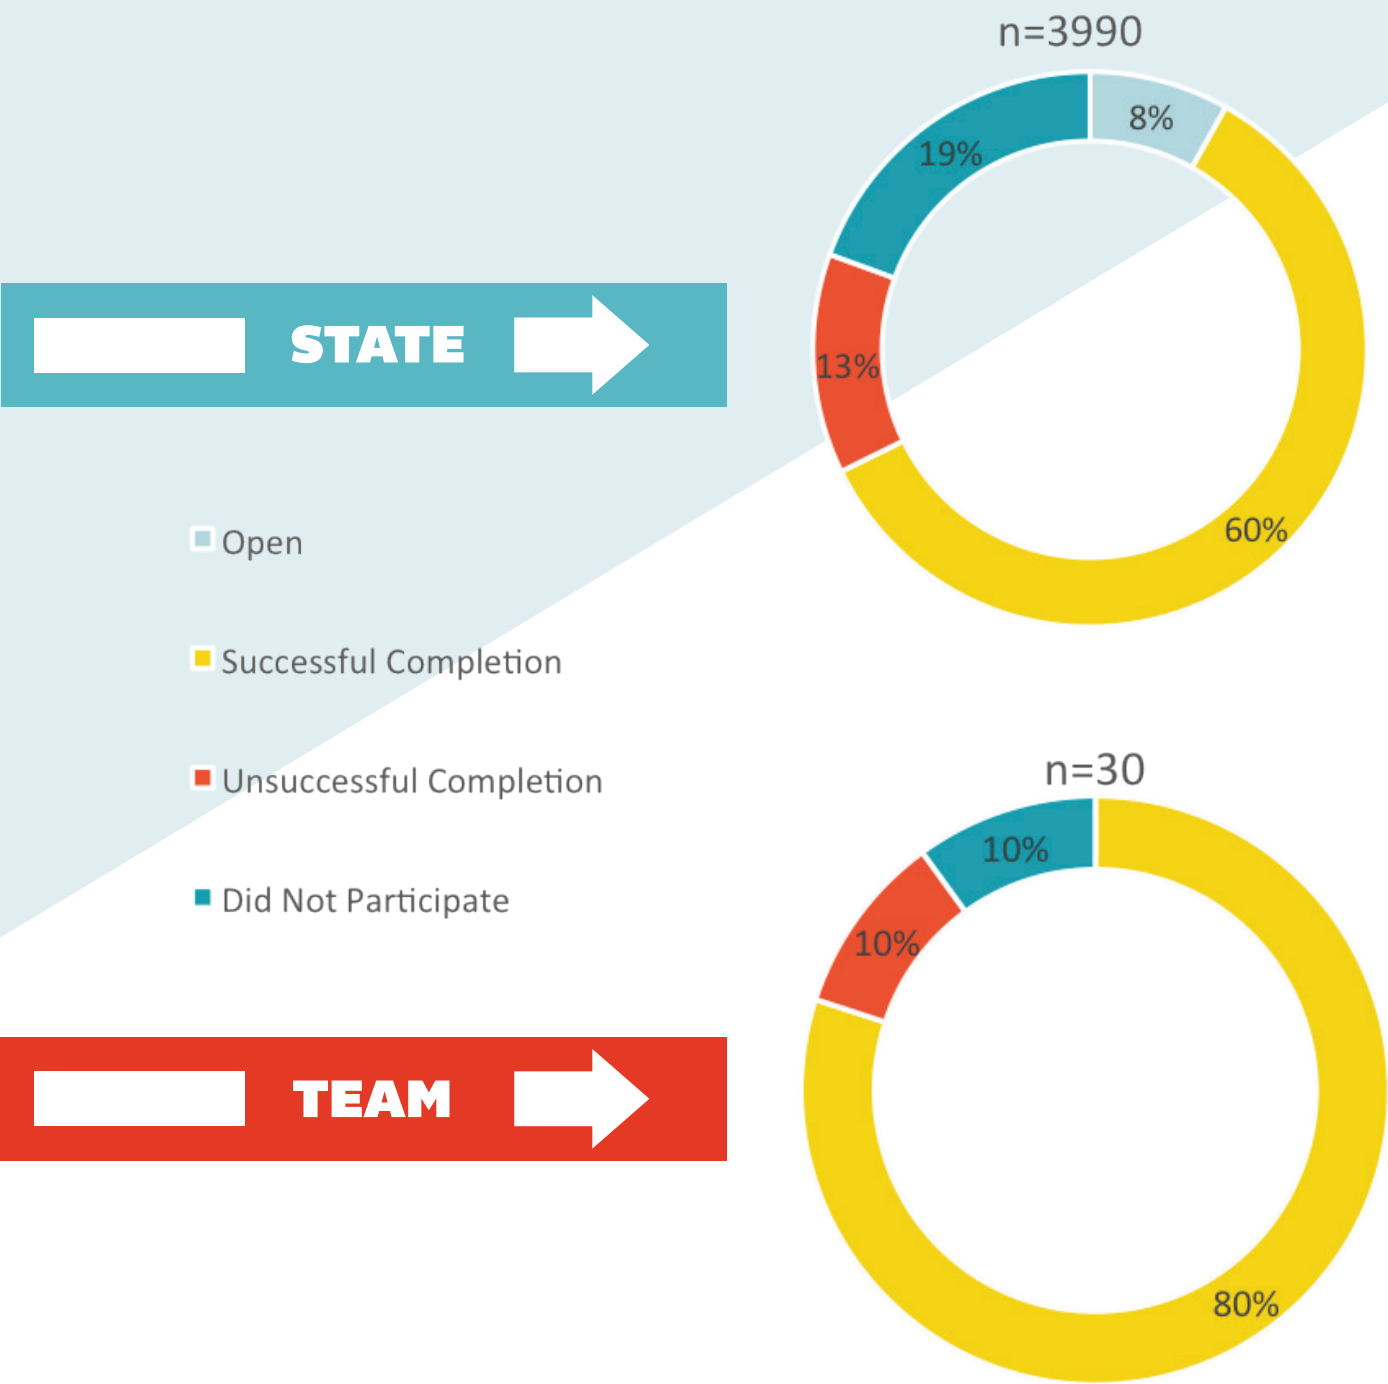 n=3990
8%
19%
13%
60%
STATE
Open
Successful Completion
Unsuccessful Completion
Did Not Participate
n=30
10%
10%
80%
TEAM